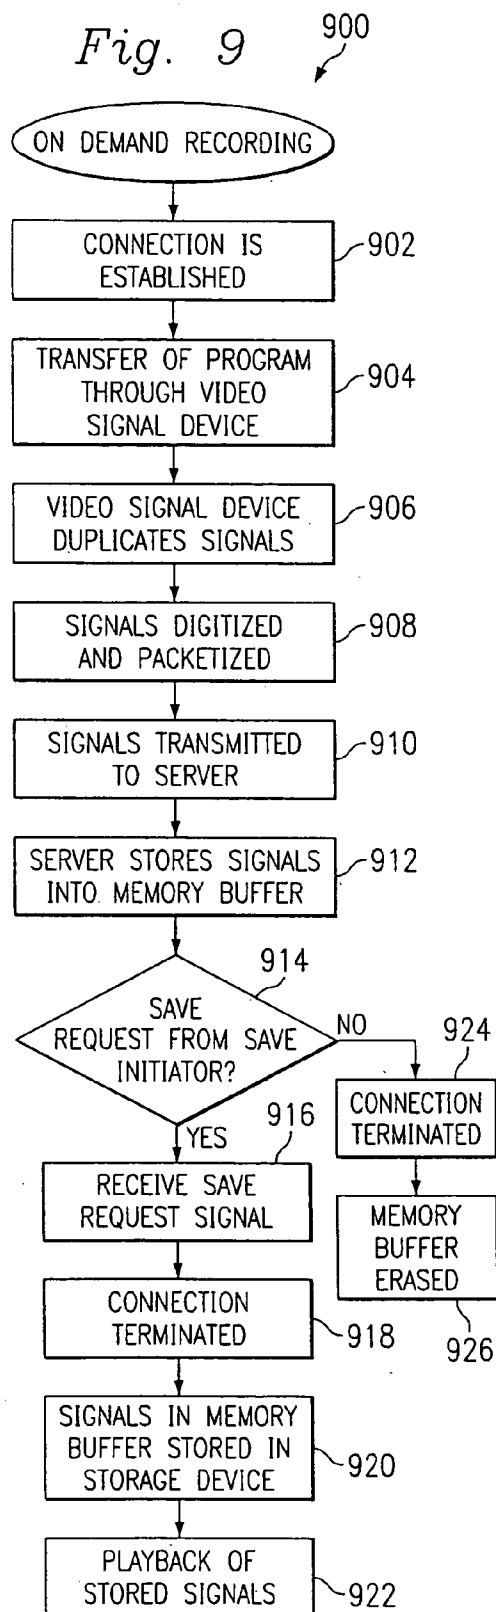 Fig. 9
900
ON DEMAND RECORDING
CONNECTION IS
ESTABLISHED
902
TRANSFER OF PROGRAM
THROUGH VIDEO
SIGNAL DEVICE
904
VIDEO SIGNAL DEVICE
DUPLICATES SIGNALS
906
SIGNALS DIGITIZED
AND PACKETIZED
908
SIGNALS TRANSMITTED
TO SERVER
910
SERVER STORES SIGNALS
INTO MEMORY BUFFER
912
914
SAVE
REQUEST FROM SAVE
INITIATOR?
NO
924
CONNECTION
TERMINATED
YES
916
RECEIVE SAVE
REQUEST SIGNAL
MEMORY
BUFFER
ERASED
926
CONNECTION
TERMINATED
918
SIGNALS IN MEMORY
BUFFER STORED IN
STORAGE DEVICE
920
PLAYBACK OF
STORED SIGNALS
922